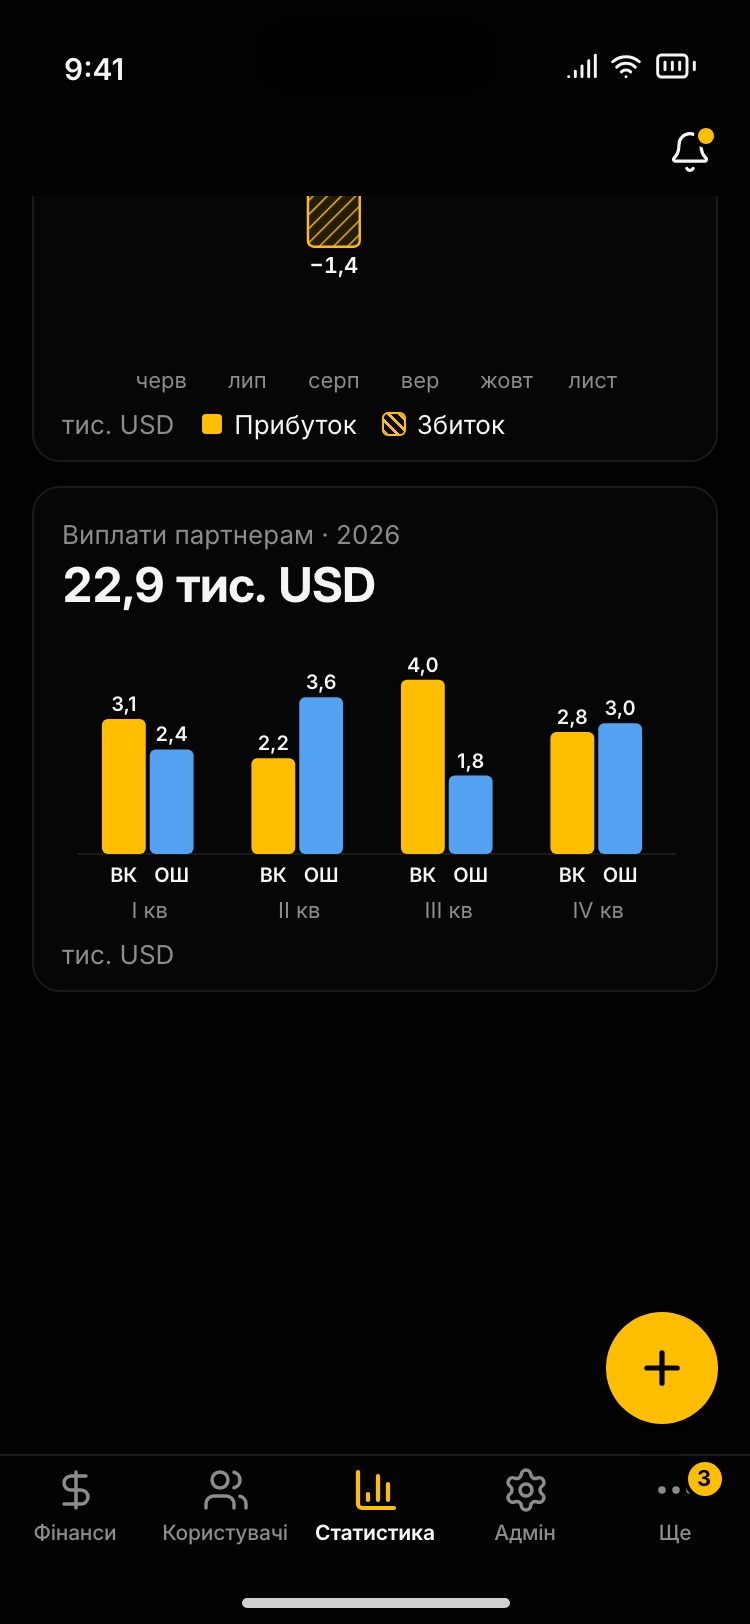 9:41
−1,4
черв лип серп вер жовт лист
тис. USD Прибуток Збиток
Виплати партнерам · 2026
22,9 тис. USD
3,1 2,4 2,2 3,6 4,0 1,8 2,8 3,0
ВК ОШ ВК ОШ ВК ОШ ВК ОШ
I кв II кв III кв IV кв
тис. USD
3
Фінанси Користувачі Статистика Адмін Ще